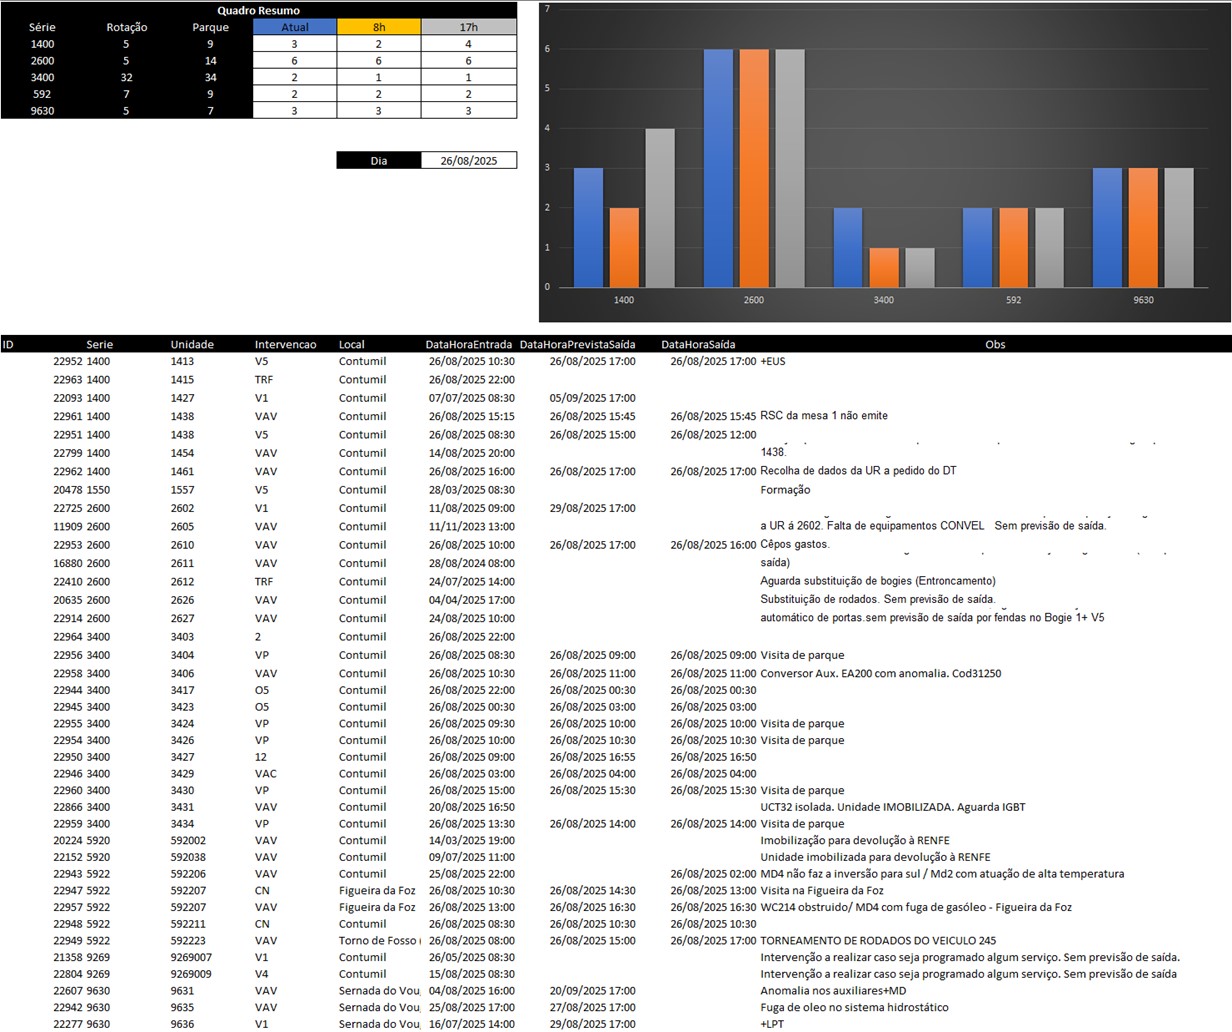 Quadro Resumo
Série Rotação Parque Atual 8h 17h
1400 5 9 3 2 4
2600 5 14 6 6 6
3400 32 34 2 1 1
592 7 9 2 2 2
9630 5 7 3 3 3
Dia 26/08/2025
7
6
5
4
3
2
1
0
1400 2600 3400 592 9630
ID Serie Unidade Intervencao Local DataHoraEntrada DataHoraPrevistaSaída DataHoraSaída Obs
22952 1400 1413 V5 Contumil 26/08/2025 10:30 26/08/2025 17:00 26/08/2025 17:00 +EUS
22963 1400 1415 TRF Contumil 26/08/2025 22:00
22093 1400 1427 V1 Contumil 07/07/2025 08:30 05/09/2025 17:00
22961 1400 1438 VAV Contumil 26/08/2025 15:15 26/08/2025 15:45 26/08/2025 15:45 RSC da mesa 1 não emite
22951 1400 1438 V5 Contumil 26/08/2025 08:30 26/08/2025 15:00 26/08/2025 12:00
22799 1400 1454 VAV Contumil 14/08/2025 20:00 1438.
22962 1400 1461 VAV Contumil 26/08/2025 16:00 26/08/2025 17:00 26/08/2025 17:00 Recolha de dados da UR a pedido do DT
20478 1550 1557 V5 Contumil 28/03/2025 08:30 Formação
22725 2600 2602 V1 Contumil 11/08/2025 09:00 29/08/2025 17:00
11909 2600 2605 VAV Contumil 11/11/2023 13:00 a UR á 2602. Falta de equipamentos CONVEL Sem previsão de saída.
22953 2600 2610 VAV Contumil 26/08/2025 10:00 26/08/2025 17:00 26/08/2025 16:00 Cêpos gastos.
16880 2600 2611 VAV Contumil 28/08/2024 08:00 saída)
22410 2600 2612 TRF Contumil 24/07/2025 14:00 Aguarda substituição de bogies (Entroncamento)
20635 2600 2626 VAV Contumil 04/04/2025 17:00 Substituição de rodados. Sem previsão de saída.
22914 2600 2627 VAV Contumil 24/08/2025 10:00 automático de portas.sem previsão de saída por fendas no Bogie 1+ V5
22964 3400 3403 2 Contumil 26/08/2025 22:00
22956 3400 3404 VP Contumil 26/08/2025 08:30 26/08/2025 09:00 26/08/2025 09:00 Visita de parque
22958 3400 3406 VAV Contumil 26/08/2025 10:30 26/08/2025 11:00 26/08/2025 11:00 Conversor Aux. EA200 com anomalia. Cod31250
22944 3400 3417 O5 Contumil 26/08/2025 22:00 26/08/2025 00:30 26/08/2025 00:30
22945 3400 3423 O5 Contumil 26/08/2025 00:30 26/08/2025 03:00 26/08/2025 03:00
22955 3400 3424 VP Contumil 26/08/2025 09:30 26/08/2025 10:00 26/08/2025 10:00 Visita de parque
22954 3400 3426 VP Contumil 26/08/2025 10:00 26/08/2025 10:30 26/08/2025 10:30 Visita de parque
22950 3400 3427 12 Contumil 26/08/2025 09:00 26/08/2025 16:55 26/08/2025 16:50
22946 3400 3429 VAC Contumil 26/08/2025 03:00 26/08/2025 04:00 26/08/2025 04:00
22960 3400 3430 VP Contumil 26/08/2025 15:00 26/08/2025 15:30 26/08/2025 15:30 Visita de parque
22866 3400 3431 VAV Contumil 20/08/2025 16:50 UCT32 isolada. Unidade IMOBILIZADA. Aguarda IGBT
22959 3400 3434 VP Contumil 26/08/2025 13:30 26/08/2025 14:00 26/08/2025 14:00 Visita de parque
20224 5920 592002 VAV Contumil 14/03/2025 19:00 Imobilização para devolução à RENFE
22152 5920 592038 VAV Contumil 09/07/2025 11:00 Unidade imobilizada para devolução à RENFE
22943 5922 592206 VAV Contumil 25/08/2025 22:00 26/08/2025 02:00 MD4 não faz a inversão para sul / Md2 com atuação de alta temperatura
22947 5922 592207 CN Figueira da Foz 26/08/2025 10:30 26/08/2025 14:30 26/08/2025 13:00 Visita na Figueira da Foz
22957 5922 592207 VAV Figueira da Foz 26/08/2025 13:00 26/08/2025 16:30 26/08/2025 16:30 WC214 obstruido/ MD4 com fuga de gasóleo - Figueira da Foz
22948 5922 592211 CN Contumil 26/08/2025 08:30 26/08/2025 10:30 26/08/2025 10:30
22949 5922 592223 VAV Torno de Fosso ( 26/08/2025 08:00 26/08/2025 15:00 26/08/2025 17:00 TORNEAMENTO DE RODADOS DO VEICULO 245
21358 9269 9269007 V1 Contumil 26/05/2025 08:30 Intervenção a realizar caso seja programado algum serviço. Sem previsão de saída.
22804 9269 9269009 V4 Contumil 15/08/2025 08:30 Intervenção a realizar caso seja programado algum serviço. Sem previsão de saída
22607 9630 9631 VAV Sernada do Vou 04/08/2025 16:00 20/09/2025 17:00 Anomalia nos auxiliares+MD
22942 9630 9635 VAV Sernada do Vou 25/08/2025 17:00 27/08/2025 17:00 Fuga de oleo no sistema hidrostático
22277 9630 9636 V1 Sernada do Vou 16/07/2025 14:00 29/08/2025 17:00 +LPT